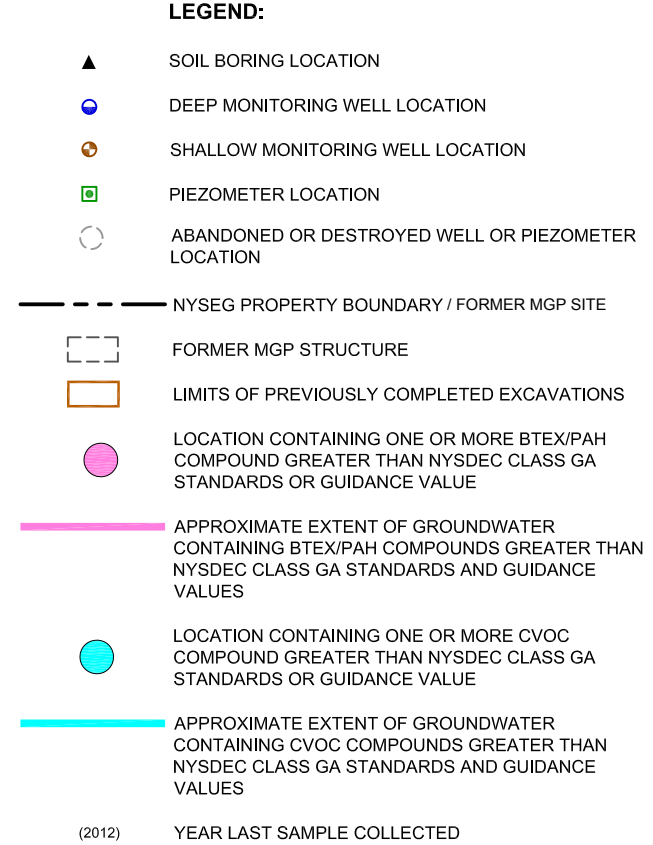 LEGEND:
SOIL BORING LOCATION
DEEP MONITORING WELL LOCATION
SHALLOW MONITORING WELL LOCATION
PIEZOMETER LOCATION
ABANDONED OR DESTROYED WELL OR PIEZOMETER
LOCATION
NYSEG PROPERTY BOUNDARY / FORMER MGP SITE
FORMER MGP STRUCTURE
LIMITS OF PREVIOUSLY COMPLETED EXCAVATIONS
LOCATION CONTAINING ONE OR MORE BTEX/PAH
COMPOUND GREATER THAN NYSDEC CLASS GA
STANDARDS OR GUIDANCE VALUE
APPROXIMATE EXTENT OF GROUNDWATER
CONTAINING BTEX/PAH COMPOUNDS GREATER THAN
NYSDEC CLASS GA STANDARDS AND GUIDANCE
VALUES
LOCATION CONTAINING ONE OR MORE CVOC
COMPOUND GREATER THAN NYSDEC CLASS GA
STANDARDS OR GUIDANCE VALUE
APPROXIMATE EXTENT OF GROUNDWATER
CONTAINING CVOC COMPOUNDS GREATER THAN
NYSDEC CLASS GA STANDARDS AND GUIDANCE
VALUES
(2012) YEAR LAST SAMPLE COLLECTED